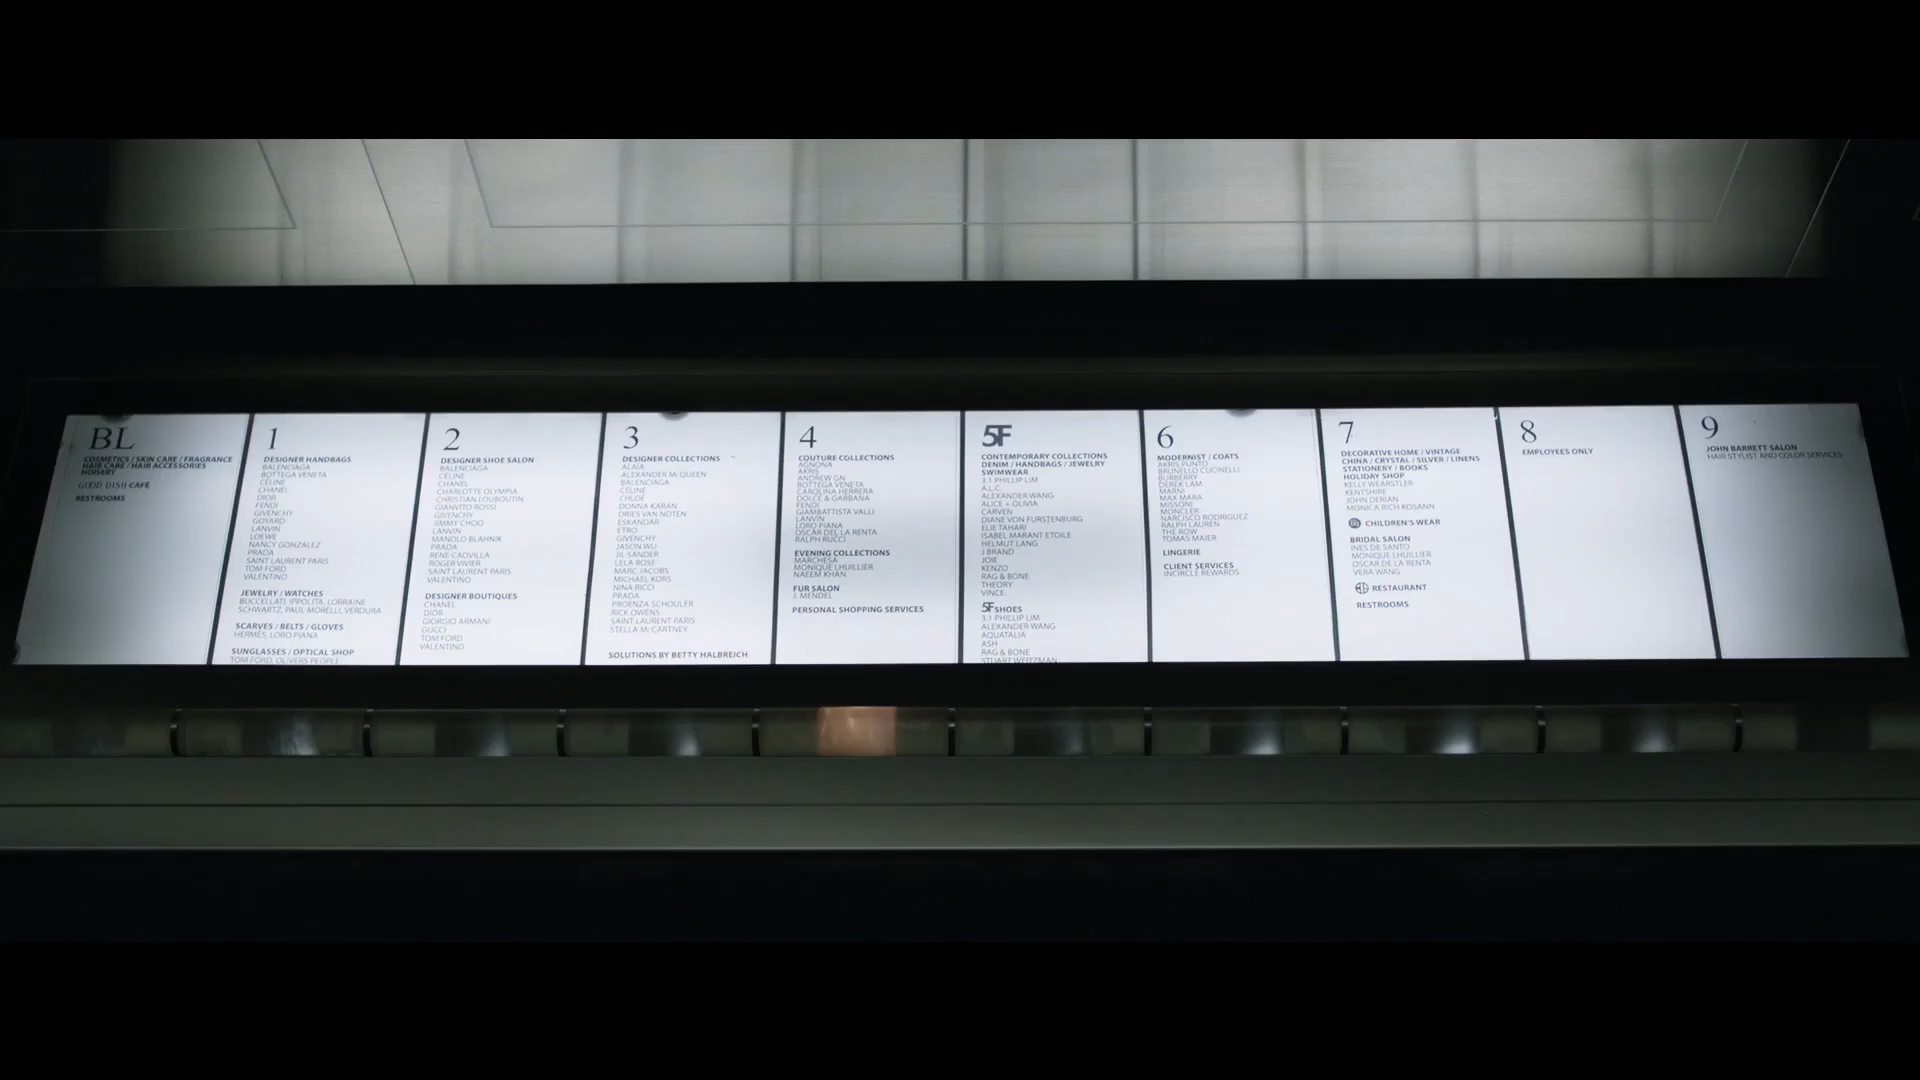 BL
COSMETICS / SKIN CARE / FRAGRANCE
HAIR CARE / HAIR ACCESSORIES
HOISERY
GOOD DISH CAFÉ
RESTROOMS
1
DESIGNER HANDBAGS
BALENCIAGA
BOTTEGA VENETA
CÉLINE
CHANEL
DIOR
FENDI
GIVENCHY
GOYARD
LANVIN
LOEWE
NANCY GONZALEZ
PRADA
SAINT LAURENT PARIS
TOM FORD
VALENTINO
JEWELRY / WATCHES
BUCCELLATI, IPPOLITA, LORRAINE
SCHWARTZ, PAUL MORELLI, VERDURA
SCARVES / BELTS / GLOVES
HERMÈS, LORO PIANA
SUNGLASSES / OPTICAL SHOP
TOM FORD, OLIVERS PEOPLE
2
DESIGNER SHOE SALON
BALENCIAGA
CÉLINE
CHANEL
CHARLOTTE OLYMPIA
CHRISTIAN LOUBOUTIN
GIANVITO ROSSI
GIVENCHY
JIMMY CHOO
LANVIN
MANOLO BLAHNIK
PRADA
RENE CAOVILLA
ROGER VIVIER
SAINT LAURENT PARIS
VALENTINO
DESIGNER BOUTIQUES
CHANEL
DIOR
GIORGIO ARMANI
GUCCI
TOM FORD
VALENTINO
3
DESIGNER COLLECTIONS
ALAÏA
ALEXANDER McQUEEN
BALENCIAGA
CÉLINE
CHLOÉ
DONNA KARAN
DRIES VAN NOTEN
ESKANDAR
ETRO
GIVENCHY
JASON WU
JIL SANDER
LELA ROSE
MARC JACOBS
MICHAEL KORS
NINA RICCI
PRADA
PROENZA SCHOULER
RICK OWENS
SAINT LAURENT PARIS
STELLA McCARTNEY
SOLUTIONS BY BETTY HALBREICH
4
COUTURE COLLECTIONS
AGNONA
AKRIS
ANDREW GN
BOTTEGA VENETA
CAROLINA HERRERA
DOLCE & GABBANA
FENDI
GIAMBATTISTA VALLI
LANVIN
LORO PIANA
OSCAR DEL LA RENTA
RALPH RUCCI
EVENING COLLECTIONS
MARCHESA
MONIQUE LHUILLIER
NAEEM KHAN
FUR SALON
J. MENDEL
PERSONAL SHOPPING SERVICES
5F
CONTEMPORARY COLLECTIONS
DENIM / HANDBAGS / JEWELRY
SWIMWEAR
3.1 PHILLIP LIM
A.L.C.
ALEXANDER WANG
ALICE + OLIVIA
CARVEN
DIANE VON FURSTENBURG
ELIE TAHARI
ISABEL MARANT ETOILE
HELMUT LANG
J BRAND
JOIE
KENZO
RAG & BONE
THEORY
VINCE.
5F SHOES
3.1 PHILLIP LIM
ALEXANDER WANG
AQUATALIA
ASH
RAG & BONE
STUART WEITZMAN
6
MODERNIST / COATS
AKRIS PUNTO
BRUNELLO CUCINELLI
BURBERRY
DEREK LAM
MARNI
MAX MARA
MISSONI
MONCLER
NARCISCO RODRIGUEZ
RALPH LAUREN
THE ROW
TOMAS MAIER
LINGERIE
CLIENT SERVICES
INCIRCLE REWARDS
7
DECORATIVE HOME / VINTAGE
CHINA / CRYSTAL / SILVER / LINENS
STATIONERY / BOOKS
HOLIDAY SHOP
KELLY WEARSTLER
KENTSHIRE
JOHN DERIAN
MONICA RICH KOSANN
CHILDREN'S WEAR
BRIDAL SALON
INES DE SANTO
MONIQUE LHUILLIER
OSCAR DE LA RENTA
VERA WANG
RESTAURANT
RESTROOMS
8
EMPLOYEES ONLY
9
JOHN BARRETT SALON
HAIR STYLIST AND COLOR SERVICES